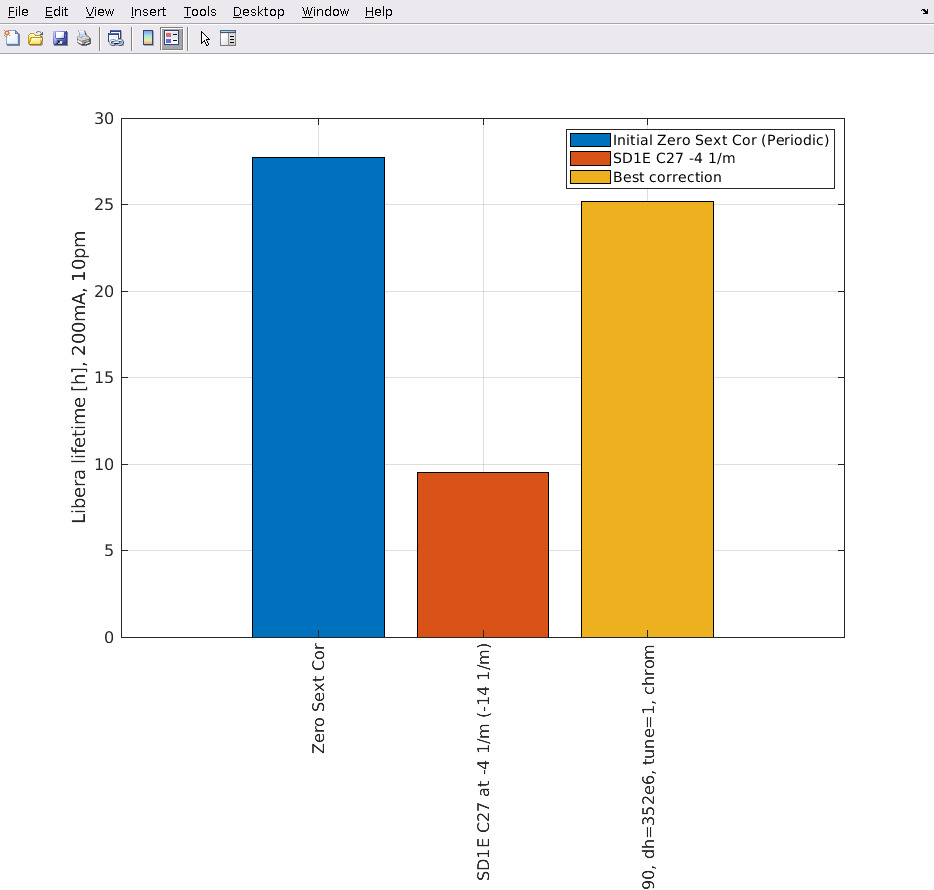 File Edit View Insert Tools Desktop Window Help
30
25
20
15
10
5
0
Libera lifetime [h], 200mA, 10pm
Initial Zero Sext Cor (Periodic)
SD1E C27 -4 1/m
Best correction
Zero Sext Cor
SD1E C27 at -4 1/m (-14 1/m)
90, dh=352e6, tune=1, chrom